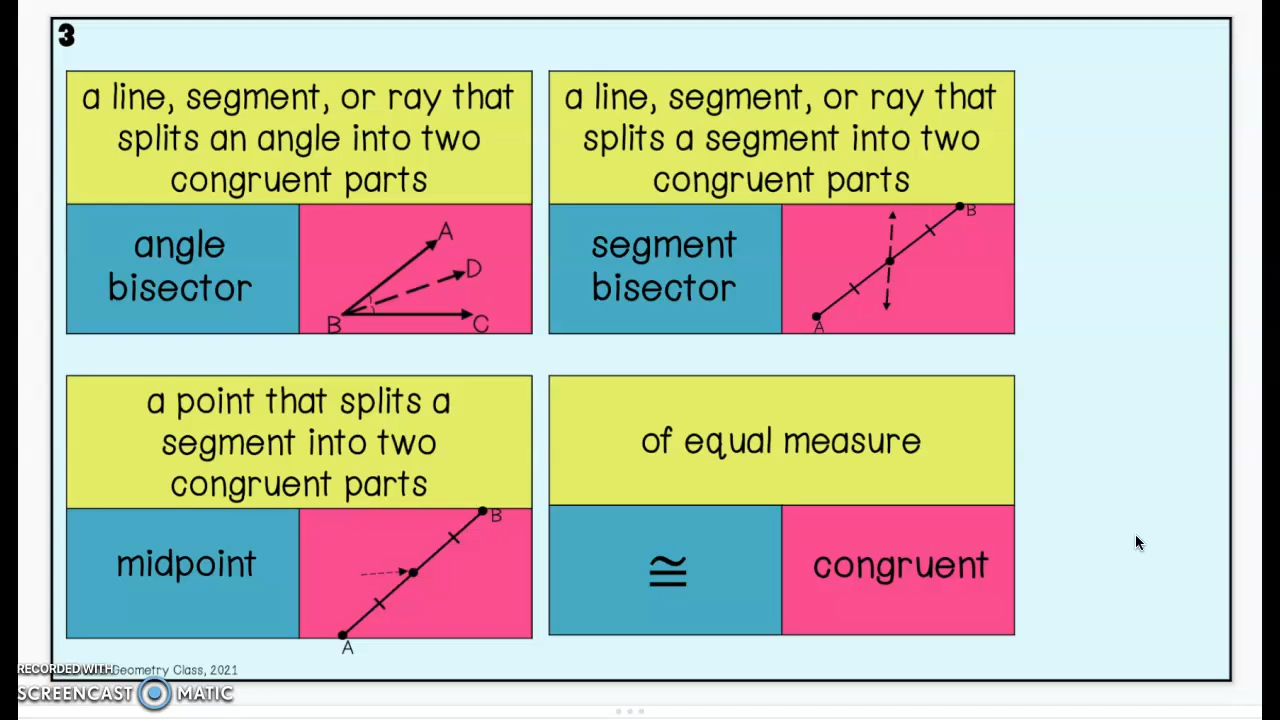 3
a line, segment, or ray that
splits an angle into two
congruent parts
angle
bisector
A
D
B
C
a line, segment, or ray that
splits a segment into two
congruent parts
segment
bisector
B
A
a point that splits a
segment into two
congruent parts
midpoint
B
A
of equal measure
≅
congruent
Geometry Class, 2021
RECORDED WITH
SCREENCAST MATIC